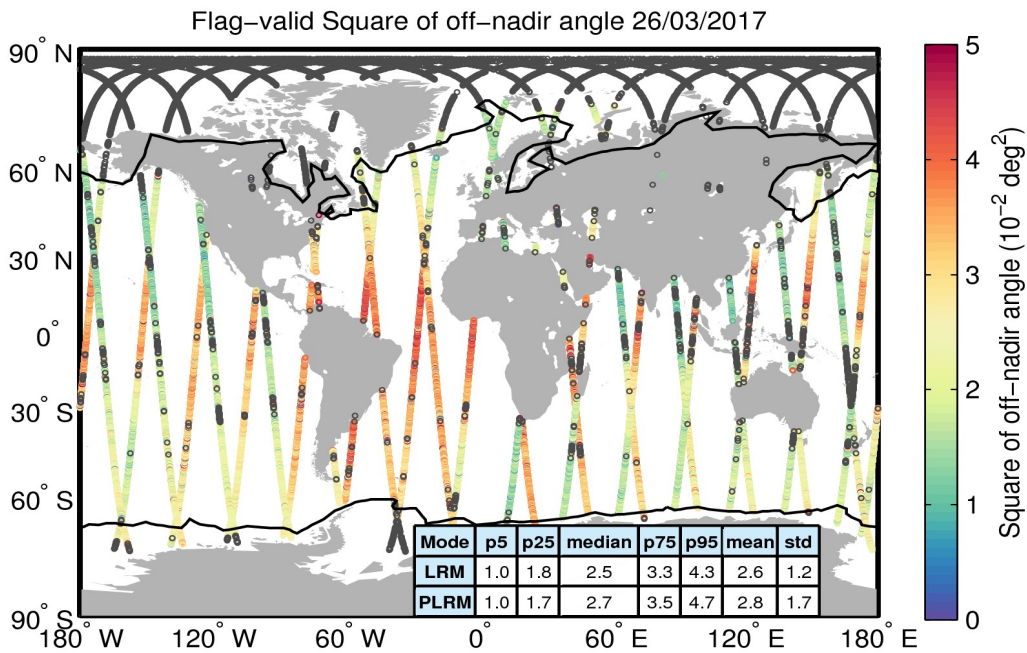 Flag-valid Square of off-nadir angle 26/03/2017
90° N
60° N
30° N
0°
30° S
60° S
90° S
180° W
120° W
60° W
0°
60° E
120° E
180° E
Mode p5 p25 median p75 p95 mean std
LRM 1.0 1.8 2.5 3.3 4.3 2.6 1.2
PLRM 1.0 1.7 2.7 3.5 4.7 2.8 1.7
5
4
3
2
1
0
Square of off-nadir angle (10⁻² deg²)